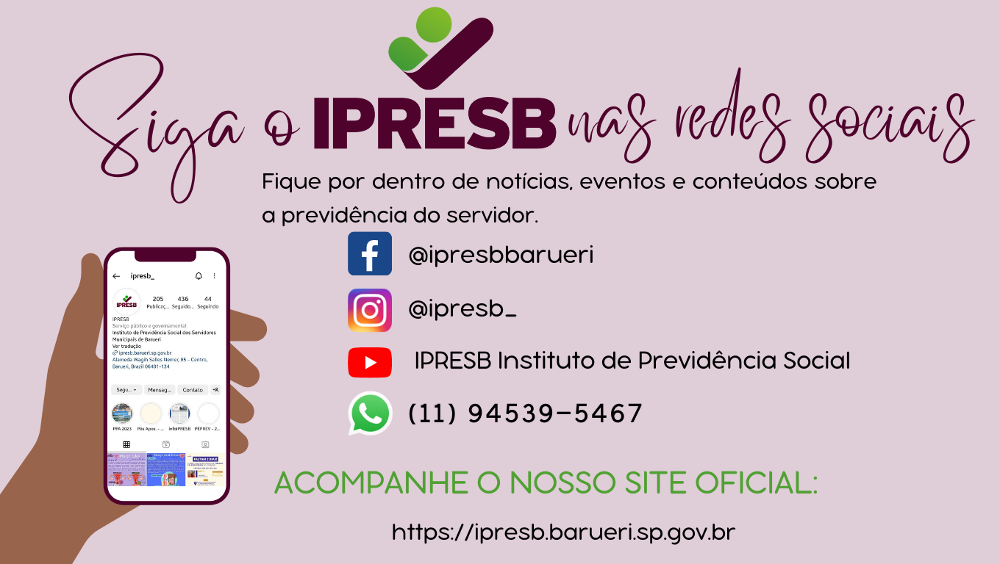 Siga o IPRESB nas redes sociais
Fique por dentro de notícias, eventos e conteúdos sobre
a previdência do servidor.
@ipresbbarueri
@ipresb_
IPRESB Instituto de Previdência Social
(11) 94539-5467
ACOMPANHE O NOSSO SITE OFICIAL:
https://ipresb.barueri.sp.gov.br
ipresb_
IPRESB
205 436 44
Publicaç... Seguido... Seguindo
IPRESB
Serviço público e governamental
Instituto de Previdência Social dos Servidores
Municipais de Barueri
Ver tradução
ipresb.barueri.sp.gov.br
Alameda Wagih Salles Nemer, 85 - Centro,
Barueri, Brazil 06401-134
Segu... Mensag... Contato
PPA 2023 Pós Apos. - ... infoIPRESB PEPREV - 2...
FALTAM 2 DIAS!